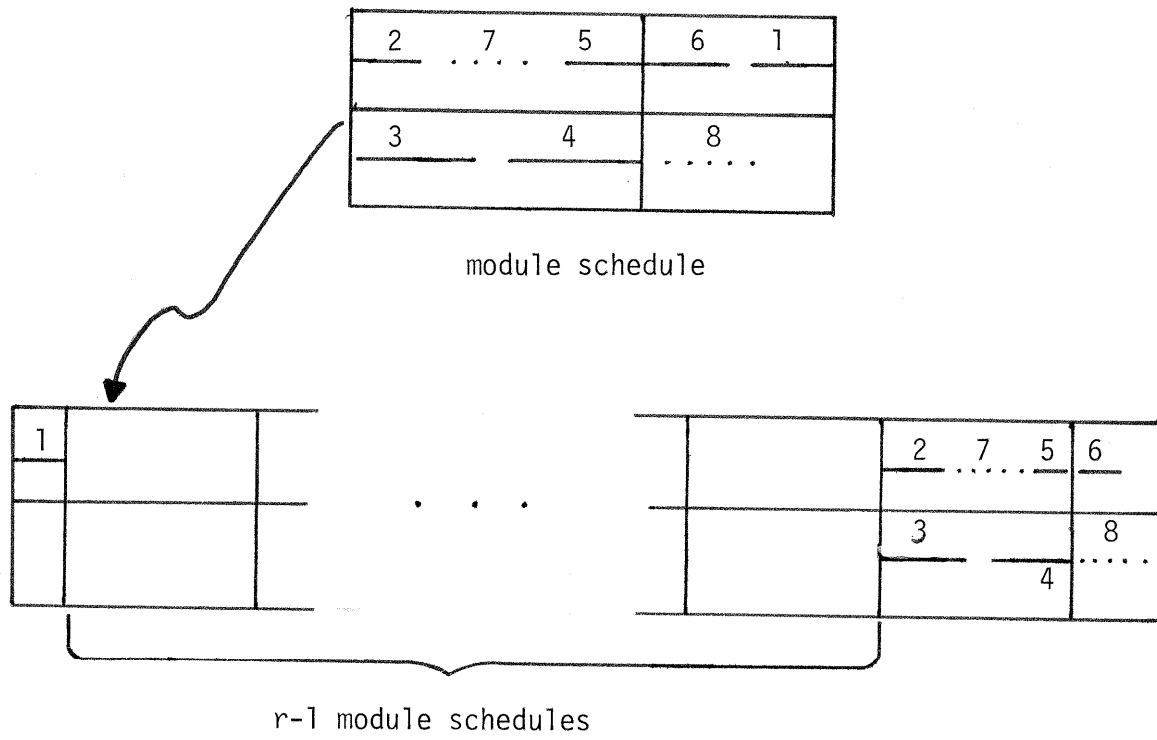 2 7 5 6 1
3 4 8
module schedule
1 2 7 5 6
. . .
3 8
4
r-1 module schedules